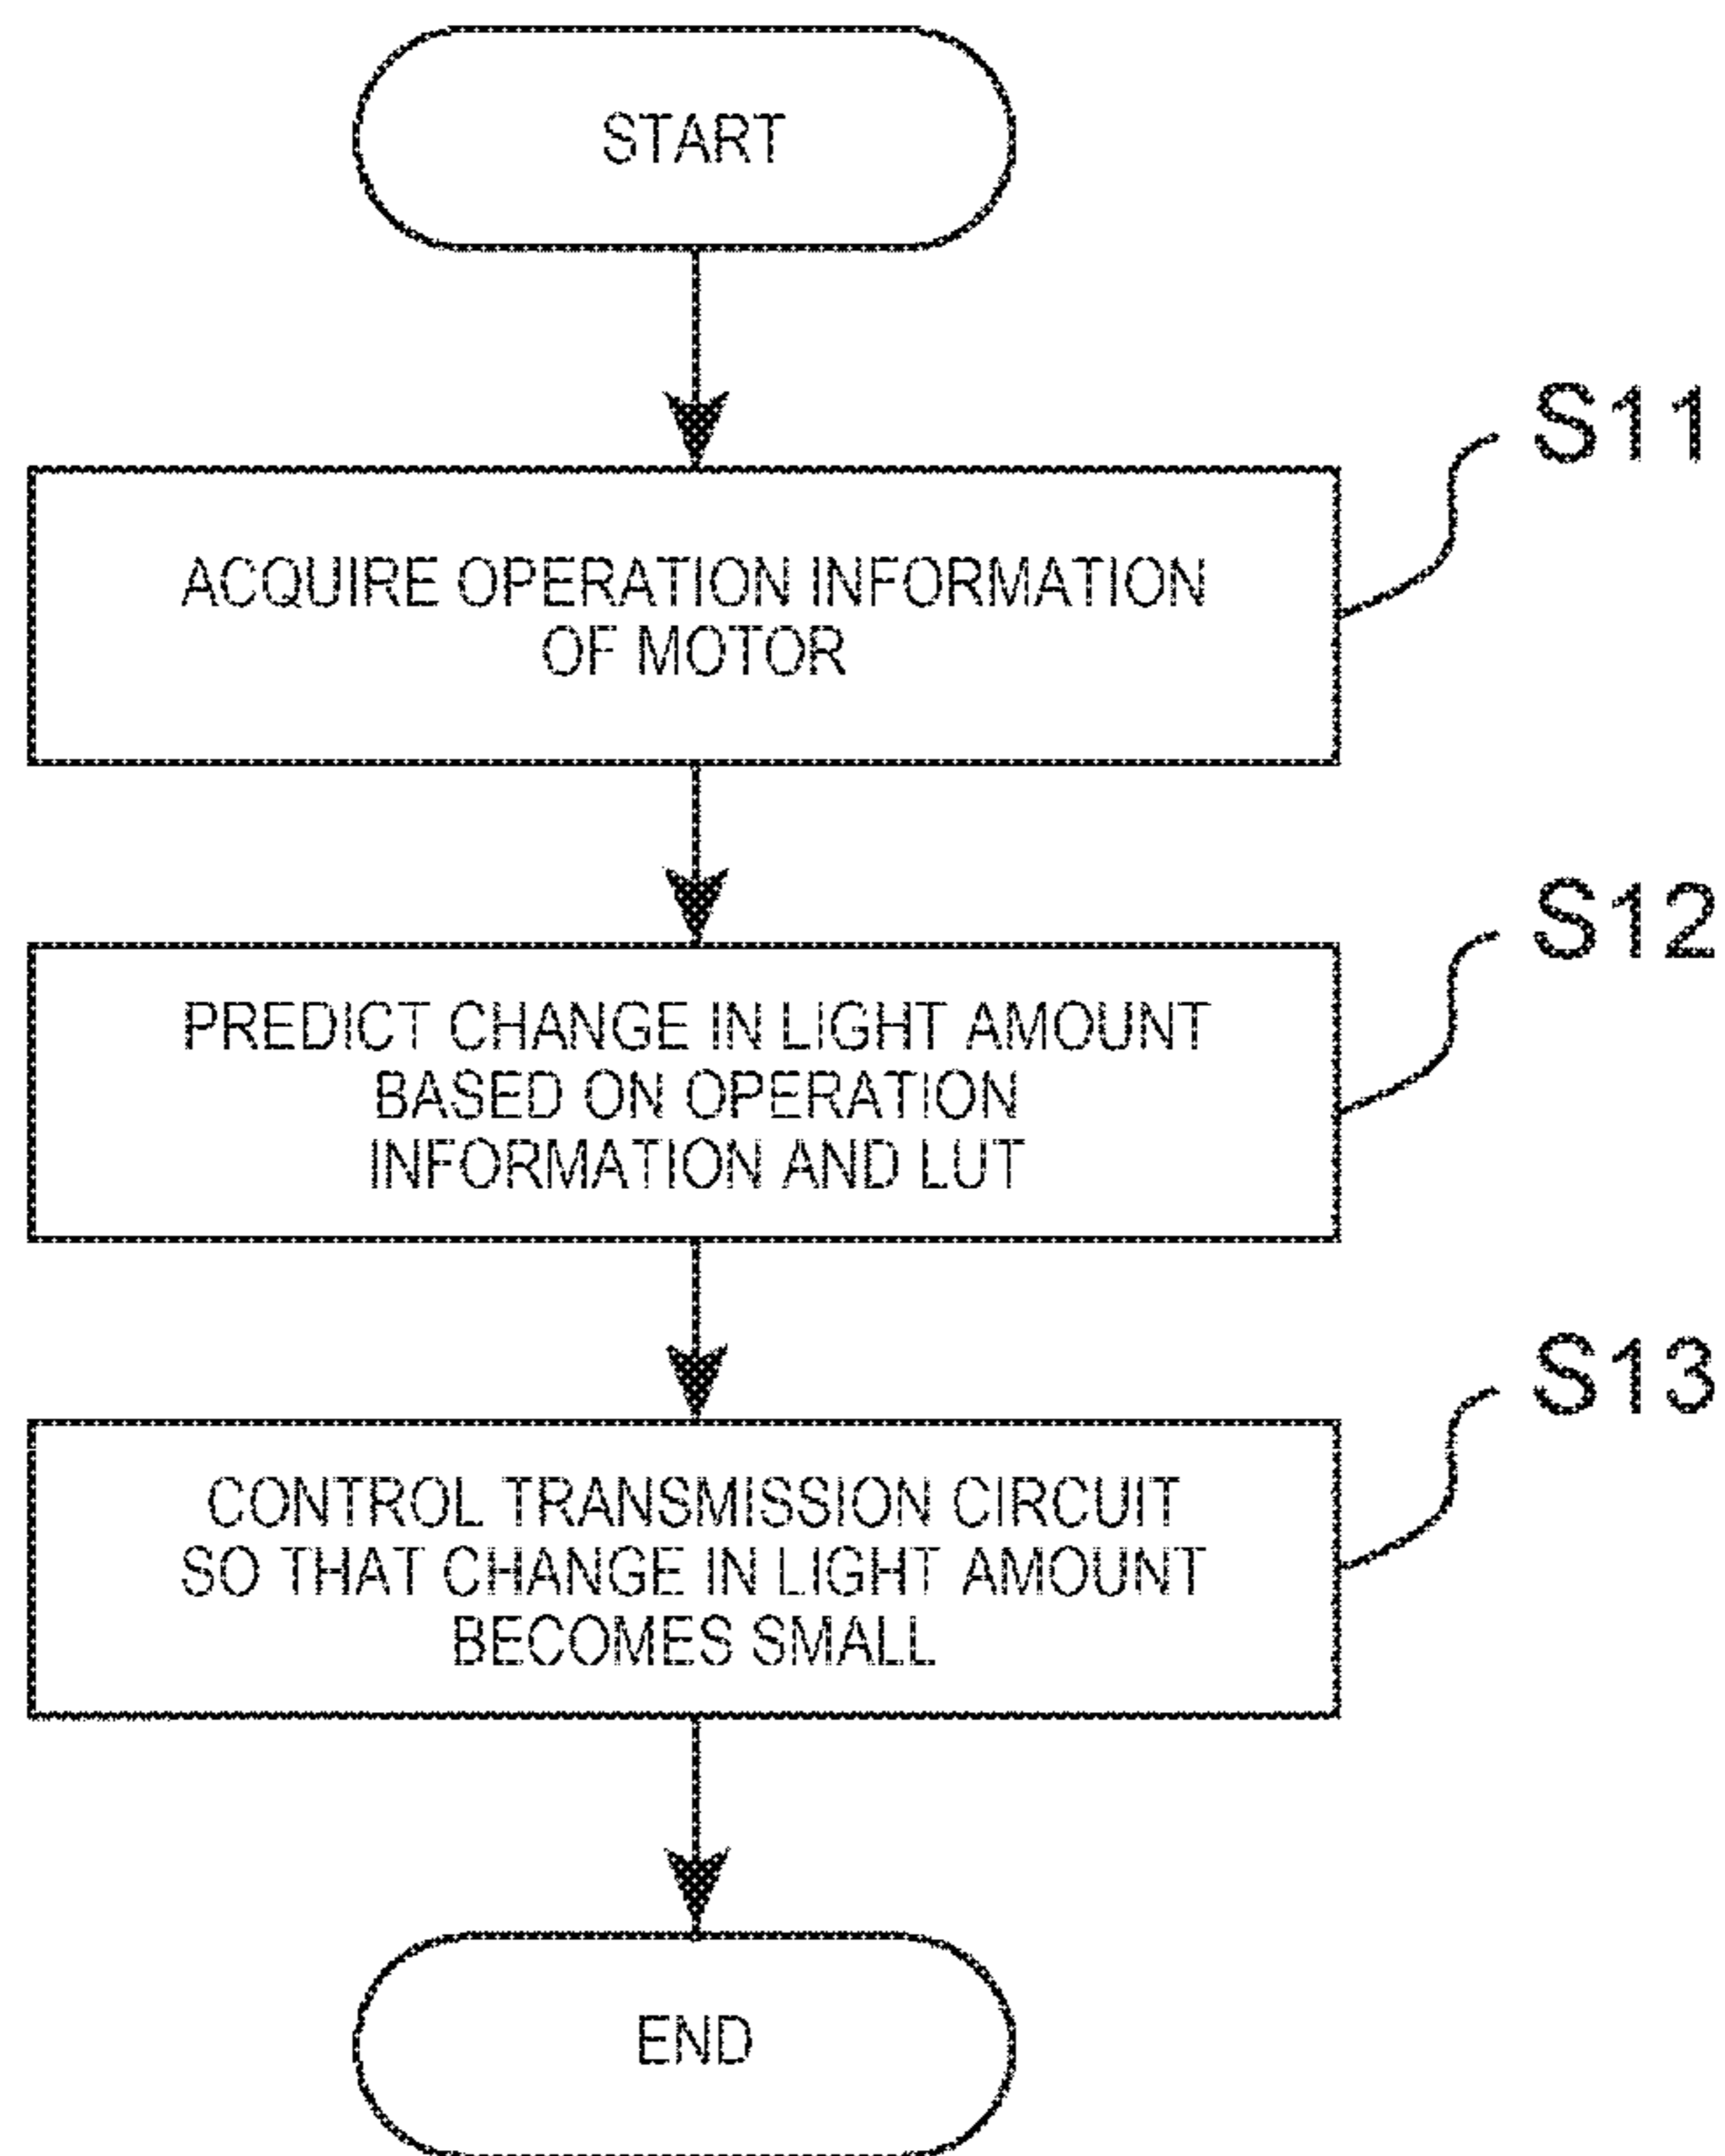 START
S11
ACQUIRE OPERATION INFORMATION
OF MOTOR
S12
PREDICT CHANGE IN LIGHT AMOUNT
BASED ON OPERATION
INFORMATION AND LUT
S13
CONTROL TRANSMISSION CIRCUIT
SO THAT CHANGE IN LIGHT AMOUNT
BECOMES SMALL
END